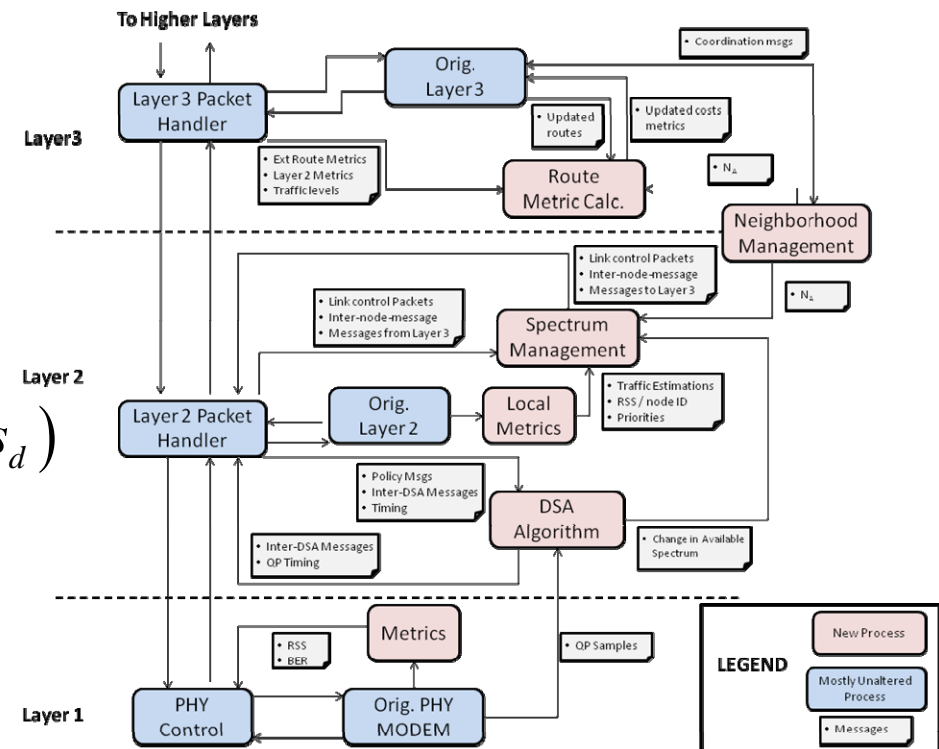 To Higher Layers
• Coordination msgs
Orig.
Layer 3
Layer 3 Packet
Handler
Layer3
• Updated
routes
• Updated costs
metrics
• Ext Route Metrics
• Layer 2 Metrics
• Traffic levels
Route
Metric Calc.
• N_A
Neighborhood
Management
• Link control Packets
• Inter-node-message
• Messages to Layer 3
• N_A
• Link control Packets
• Inter-node-message
• Messages from Layer 3
Spectrum
Management
Layer 2
• Traffic Estimations
• RSS / node ID
• Priorities
Layer 2 Packet
Handler
Orig.
Layer 2
Local
Metrics
s_d )
• Policy Msgs
• Inter-DSA Messages
• Timing
DSA
Algorithm
• Change in Available
Spectrum
• Inter-DSA Messages
• QP Timing
Metrics
• RSS
• BER
• QP Samples
LEGEND
New Process
Mostly Unaltered
Process
• Messages
Layer 1
PHY
Control
Orig. PHY
MODEM